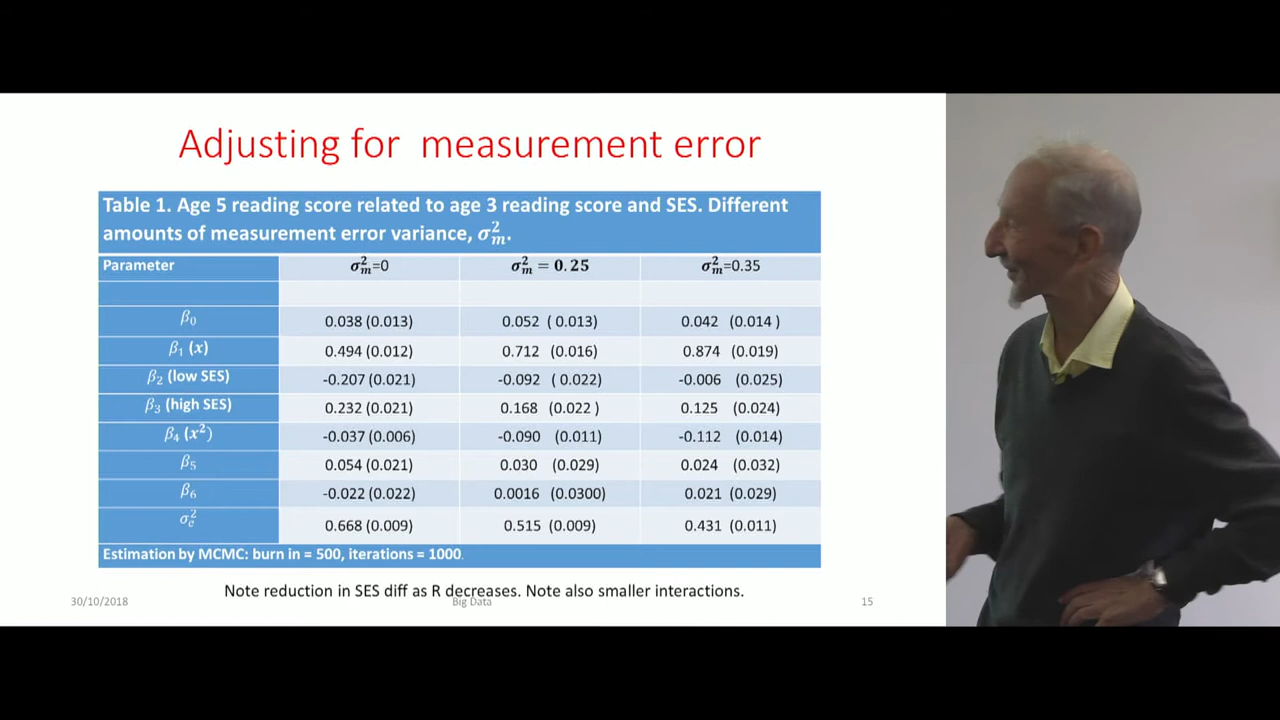 Adjusting for measurement error
Table 1. Age 5 reading score related to age 3 reading score and SES. Different
amounts of measurement error variance, σ²ₘ.
Parameter σ²ₘ=0 σ²ₘ = 0.25 σ²ₘ=0.35
β₀ 0.038 (0.013) 0.052 ( 0.013) 0.042 (0.014 )
β₁ (x) 0.494 (0.012) 0.712 (0.016) 0.874 (0.019)
β₂ (low SES) -0.207 (0.021) -0.092 ( 0.022) -0.006 (0.025)
β₃ (high SES) 0.232 (0.021) 0.168 (0.022 ) 0.125 (0.024)
β₄ (x²) -0.037 (0.006) -0.090 (0.011) -0.112 (0.014)
β₅ 0.054 (0.021) 0.030 (0.029) 0.024 (0.032)
β₆ -0.022 (0.022) 0.0016 (0.0300) 0.021 (0.029)
σ²ₑ 0.668 (0.009) 0.515 (0.009) 0.431 (0.011)
Estimation by MCMC: burn in = 500, iterations = 1000.
Note reduction in SES diff as R decreases. Note also smaller interactions.
30/10/2018 Big Data 15